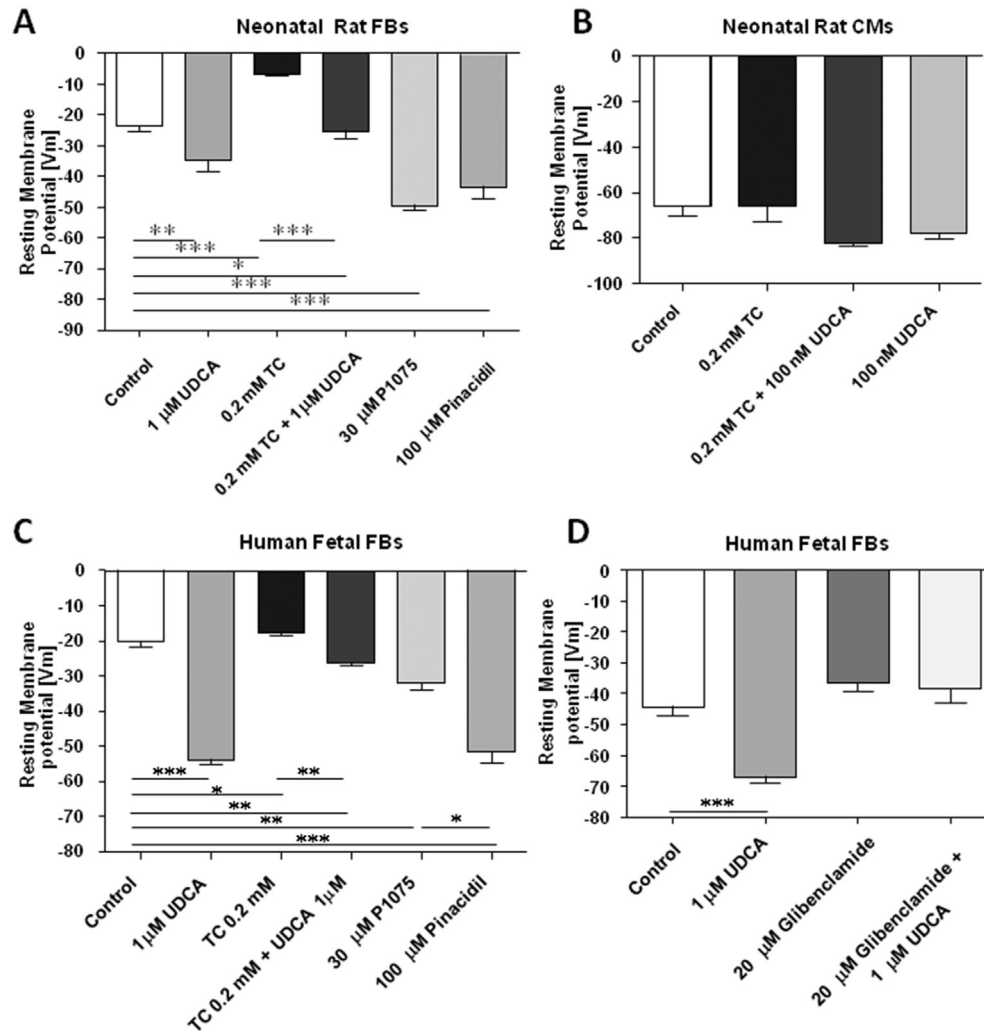 A
Neonatal Rat FBs
Resting Membrane
Potential [Vm]
0
-10
-20
-30
-40
-50
-60
-70
-80
-90
**
***
***
*
***
***
Control
1 µM UDCA
0.2 mM TC
0.2 mM TC + 1 µM UDCA
30 µM P1075
100 µM Pinacidil
B
Neonatal Rat CMs
Resting Membrane
Potential [Vm]
0
-20
-40
-60
-80
-100
Control
0.2 mM TC
0.2 mM TC + 100 nM UDCA
100 nM UDCA
C
Human Fetal FBs
Resting Membrane
potential [Vm]
0
-10
-20
-30
-40
-50
-60
-70
-80
***
**
*
**
**
*
***
Control
1 µM UDCA
TC 0.2 mM
TC 0.2 mM + UDCA 1µM
30 µM P1075
100 µM Pinacidil
D
Human Fetal FBs
Resting Membrane
potential [Vm]
0
-10
-20
-30
-40
-50
-60
-70
-80
***
Control
1 µM UDCA
20 µM Glibenclamide
20 µM Glibenclamide +
1 µM UDCA